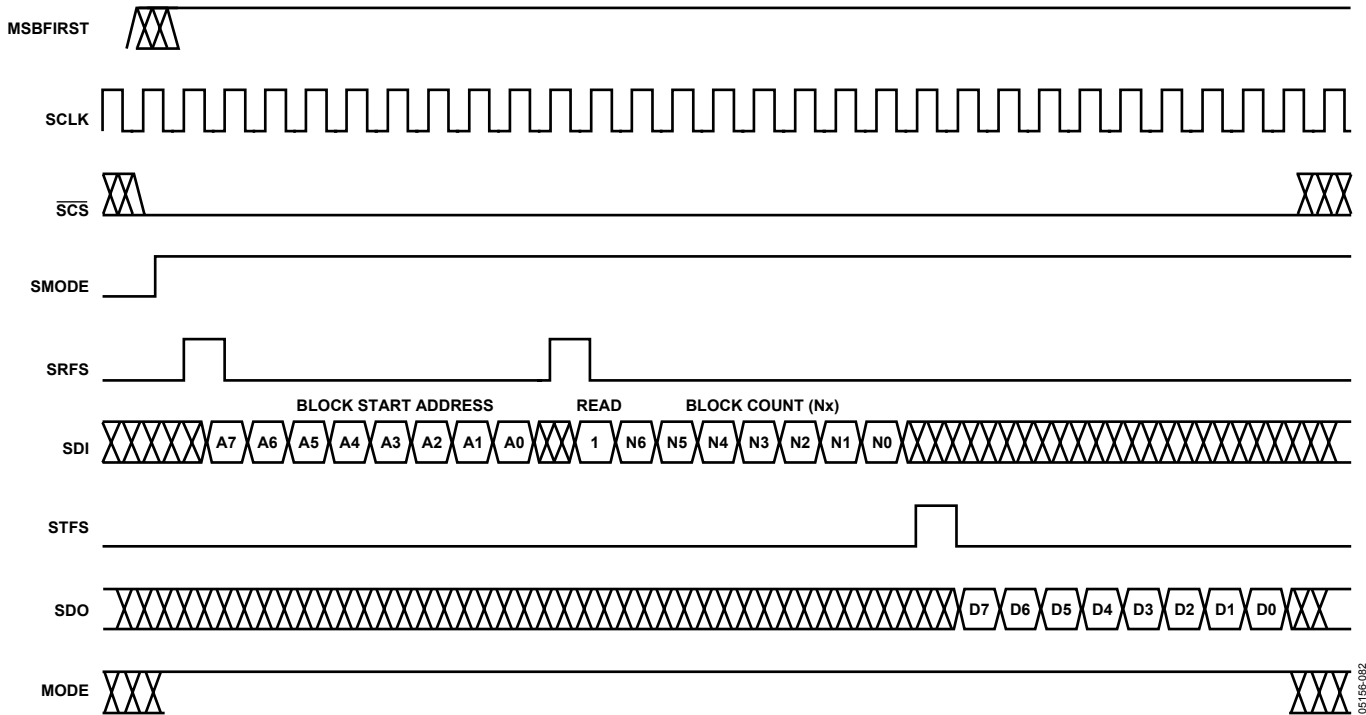 MSBFIRST
SCLK
SCS
SMODE
SRFS
BLOCK START ADDRESS READ BLOCK COUNT (Nx)
SDI A7 A6 A5 A4 A3 A2 A1 A0 1 N6 N5 N4 N3 N2 N1 N0
STFS
SDO D7 D6 D5 D4 D3 D2 D1 D0
MODE
05156-082